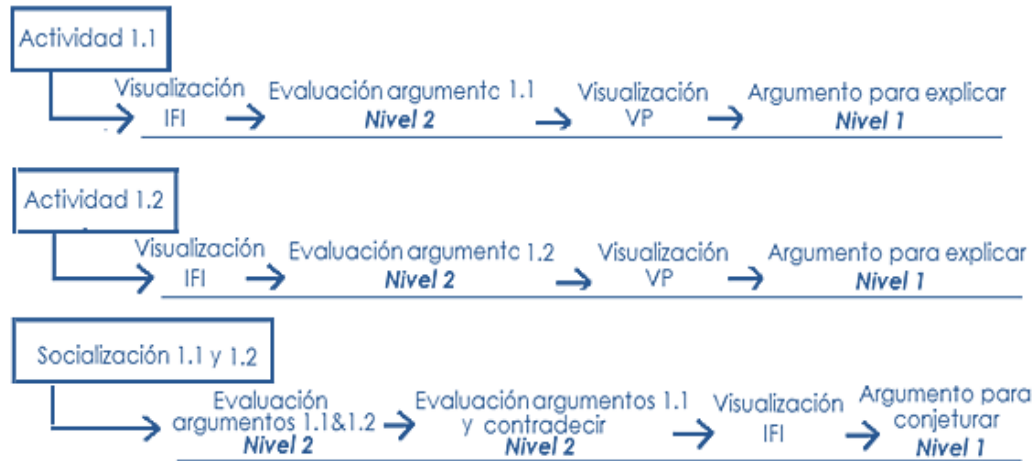 Actividad 1.1
Visualización Evaluación argumento 1.1 Visualización Argumento para explicar
IFI Nivel 2 VP Nivel 1
Actividad 1.2
Visualización Evaluación argumento 1.2 Visualización Argumento para explicar
IFI Nivel 2 VP Nivel 1
Socialización 1.1 y 1.2
Evaluación Evaluación argumentos 1.1 Visualización Argumento para
argumentos 1.1&1.2 y contradecir IFI conjeturar
Nivel 2 Nivel 2 Nivel 1